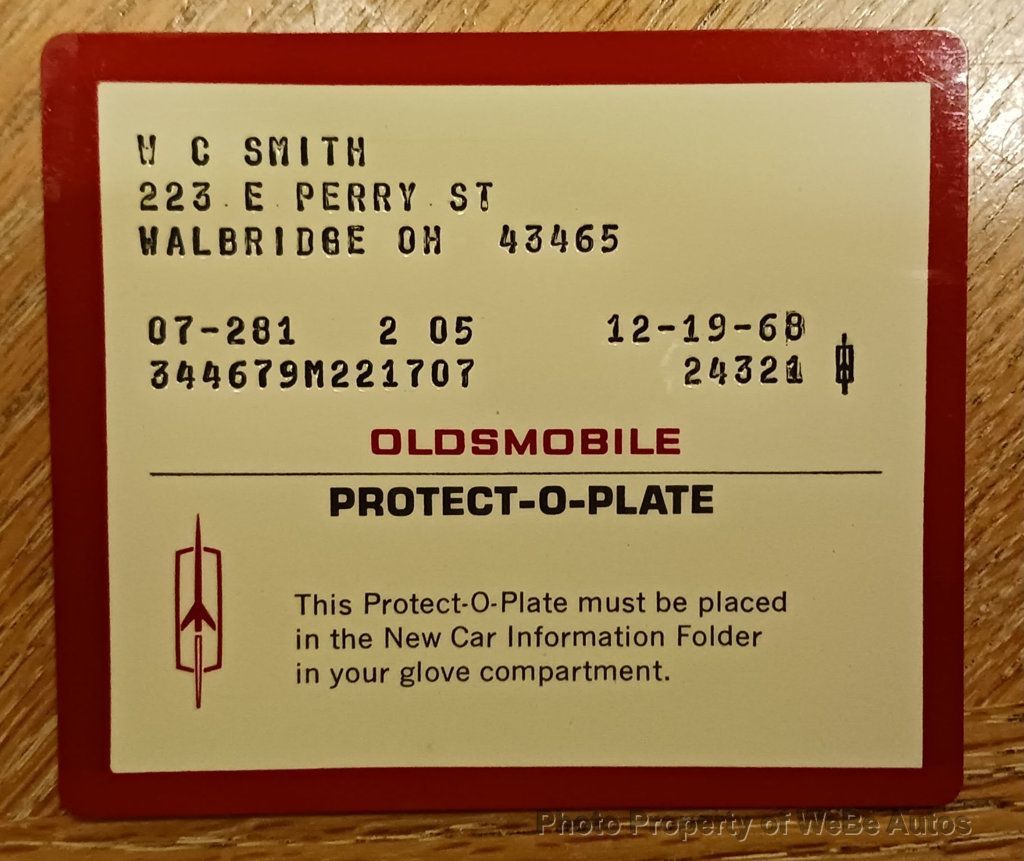 W C SMITH
223 E PERRY ST
WALBRIDGE OH 43465
07-281 2 05 12-19-68
344679M221707 24321
OLDSMOBILE
PROTECT-O-PLATE
This Protect-O-Plate must be placed
in the New Car Information Folder
in your glove compartment.
Photo Property of WeBe Autos